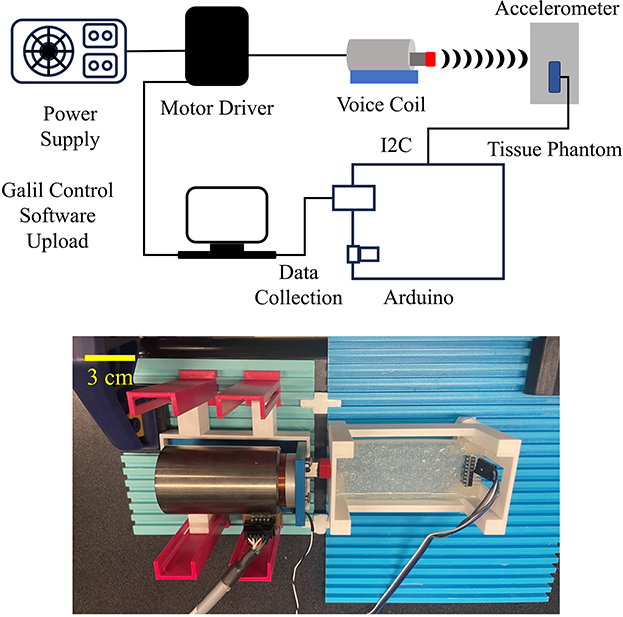 Accelerometer
Power
Supply
Motor Driver
Voice Coil
I2C
Tissue Phantom
Galil Control
Software
Upload
Data
Collection
Arduino
3 cm